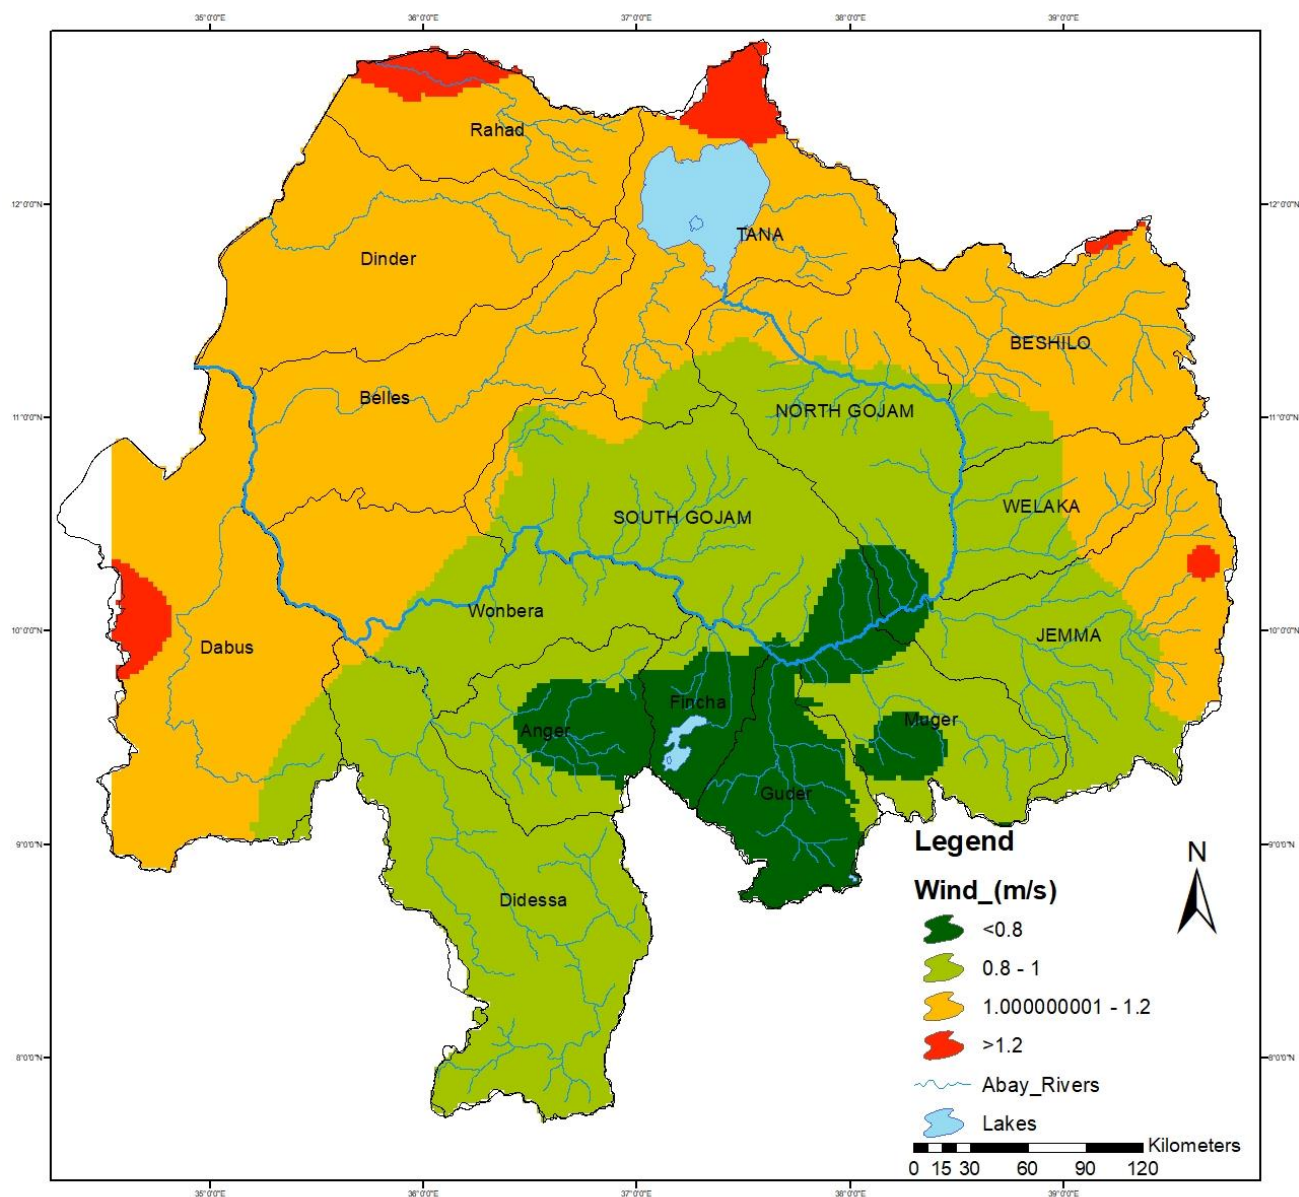 35°0'0"E 36°0'0"E 37°0'0"E 38°0'0"E 39°0'0"E
Rahad
12°0'0"N 12°0'0"N
TANA
Dinder
BESHILO
Belles
NORTH GOJAM
11°0'0"N 11°0'0"N
WELAKA
SOUTH GOJAM
Wonbera
10°0'0"N 10°0'0"N
JEMMA
Dabus
Fincha
Muger
Anger
Guder
9°0'0"N 9°0'0"N
Didessa
8°0'0"N 8°0'0"N
Legend
N
Wind_(m/s)
<0.8
0.8 - 1
1.000000001 - 1.2
>1.2
Abay_Rivers
Lakes
Kilometers
0 15 30 60 90 120
35°0'0"E 36°0'0"E 37°0'0"E 38°0'0"E 39°0'0"E